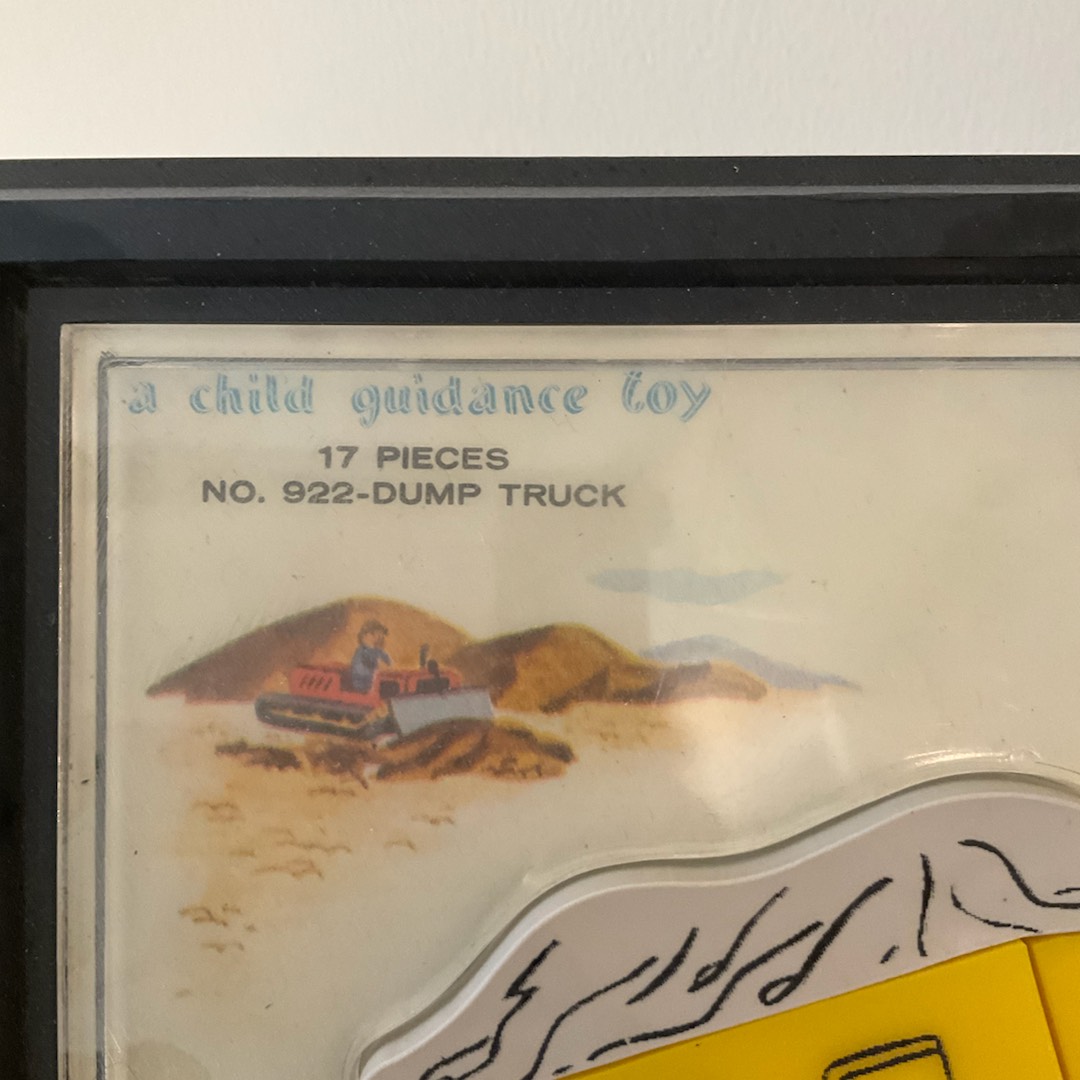 a child guidance toy
17 PIECES
NO. 922-DUMP TRUCK